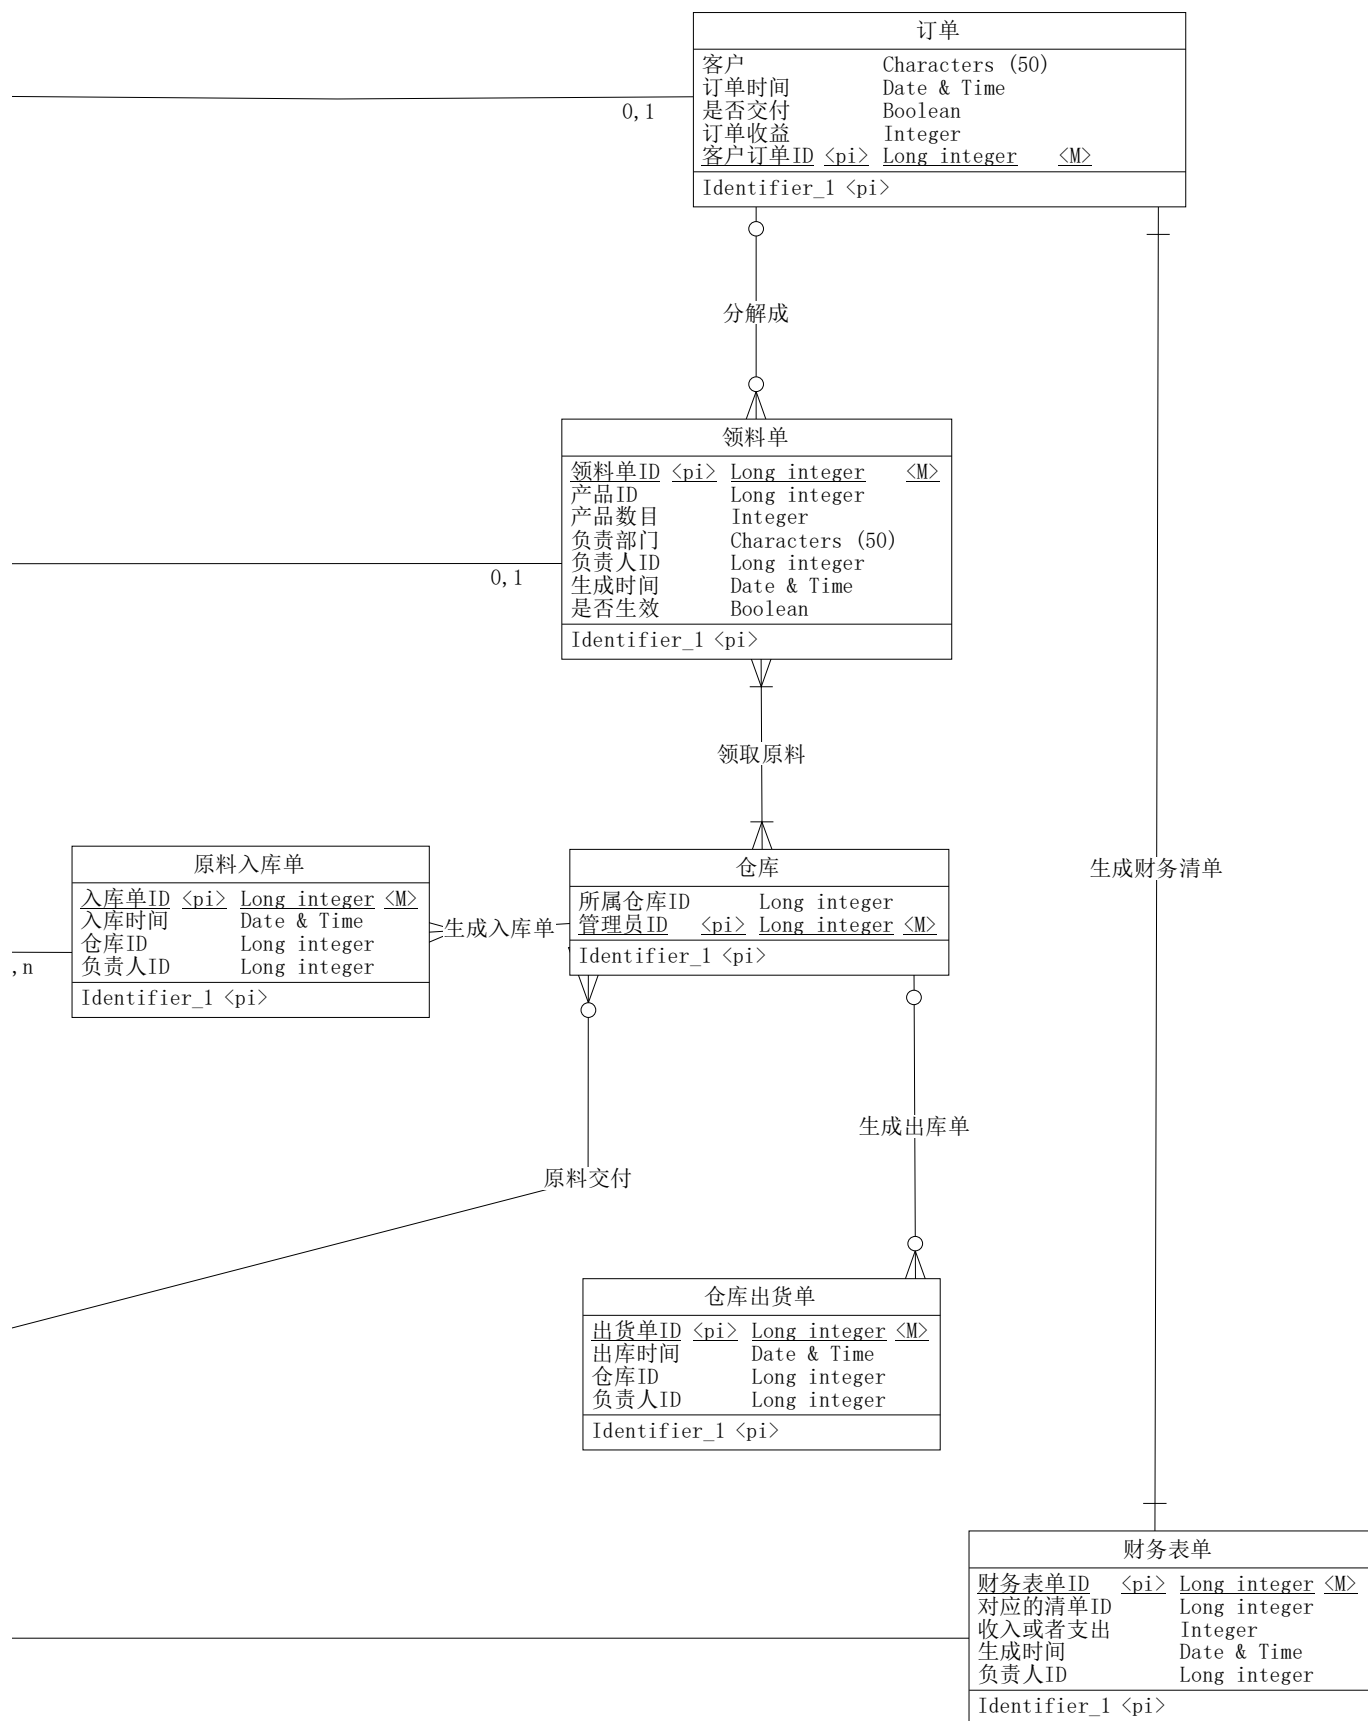 订单
客户 Characters (50)
订单时间 Date & Time
是否交付 Boolean
订单收益 Integer
客户订单ID <pi> Long integer <M>
Identifier_1 <pi>
0,1
分解成
领料单
领料单ID <pi> Long integer <M>
产品ID Long integer
产品数目 Integer
负责部门 Characters (50)
负责人ID Long integer
生成时间 Date & Time
是否生效 Boolean
Identifier_1 <pi>
0,1
领取原料
生成财务清单
原料入库单
入库单ID <pi> Long integer <M>
入库时间 Date & Time
仓库ID Long integer
负责人ID Long integer
Identifier_1 <pi>
,n
生成入库单
仓库
所属仓库ID Long integer
管理员ID <pi> Long integer <M>
Identifier_1 <pi>
生成出库单
原料交付
仓库出货单
出货单ID <pi> Long integer <M>
出库时间 Date & Time
仓库ID Long integer
负责人ID Long integer
Identifier_1 <pi>
财务表单
财务表单ID <pi> Long integer <M>
对应的清单ID Long integer
收入或者支出 Integer
生成时间 Date & Time
负责人ID Long integer
Identifier_1 <pi>